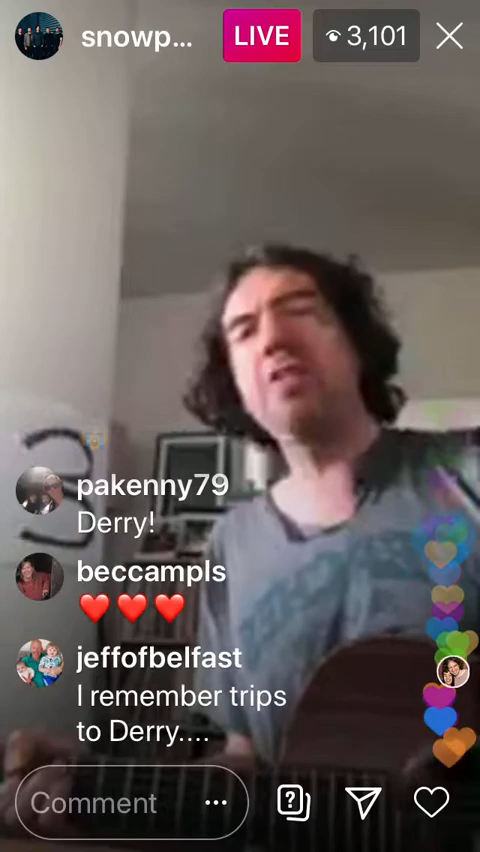 snowp...
LIVE
3,101
pakenny79
Derry!
beccampls
❤️❤️❤️
jeffofbelfast
I remember trips
to Derry....
Comment